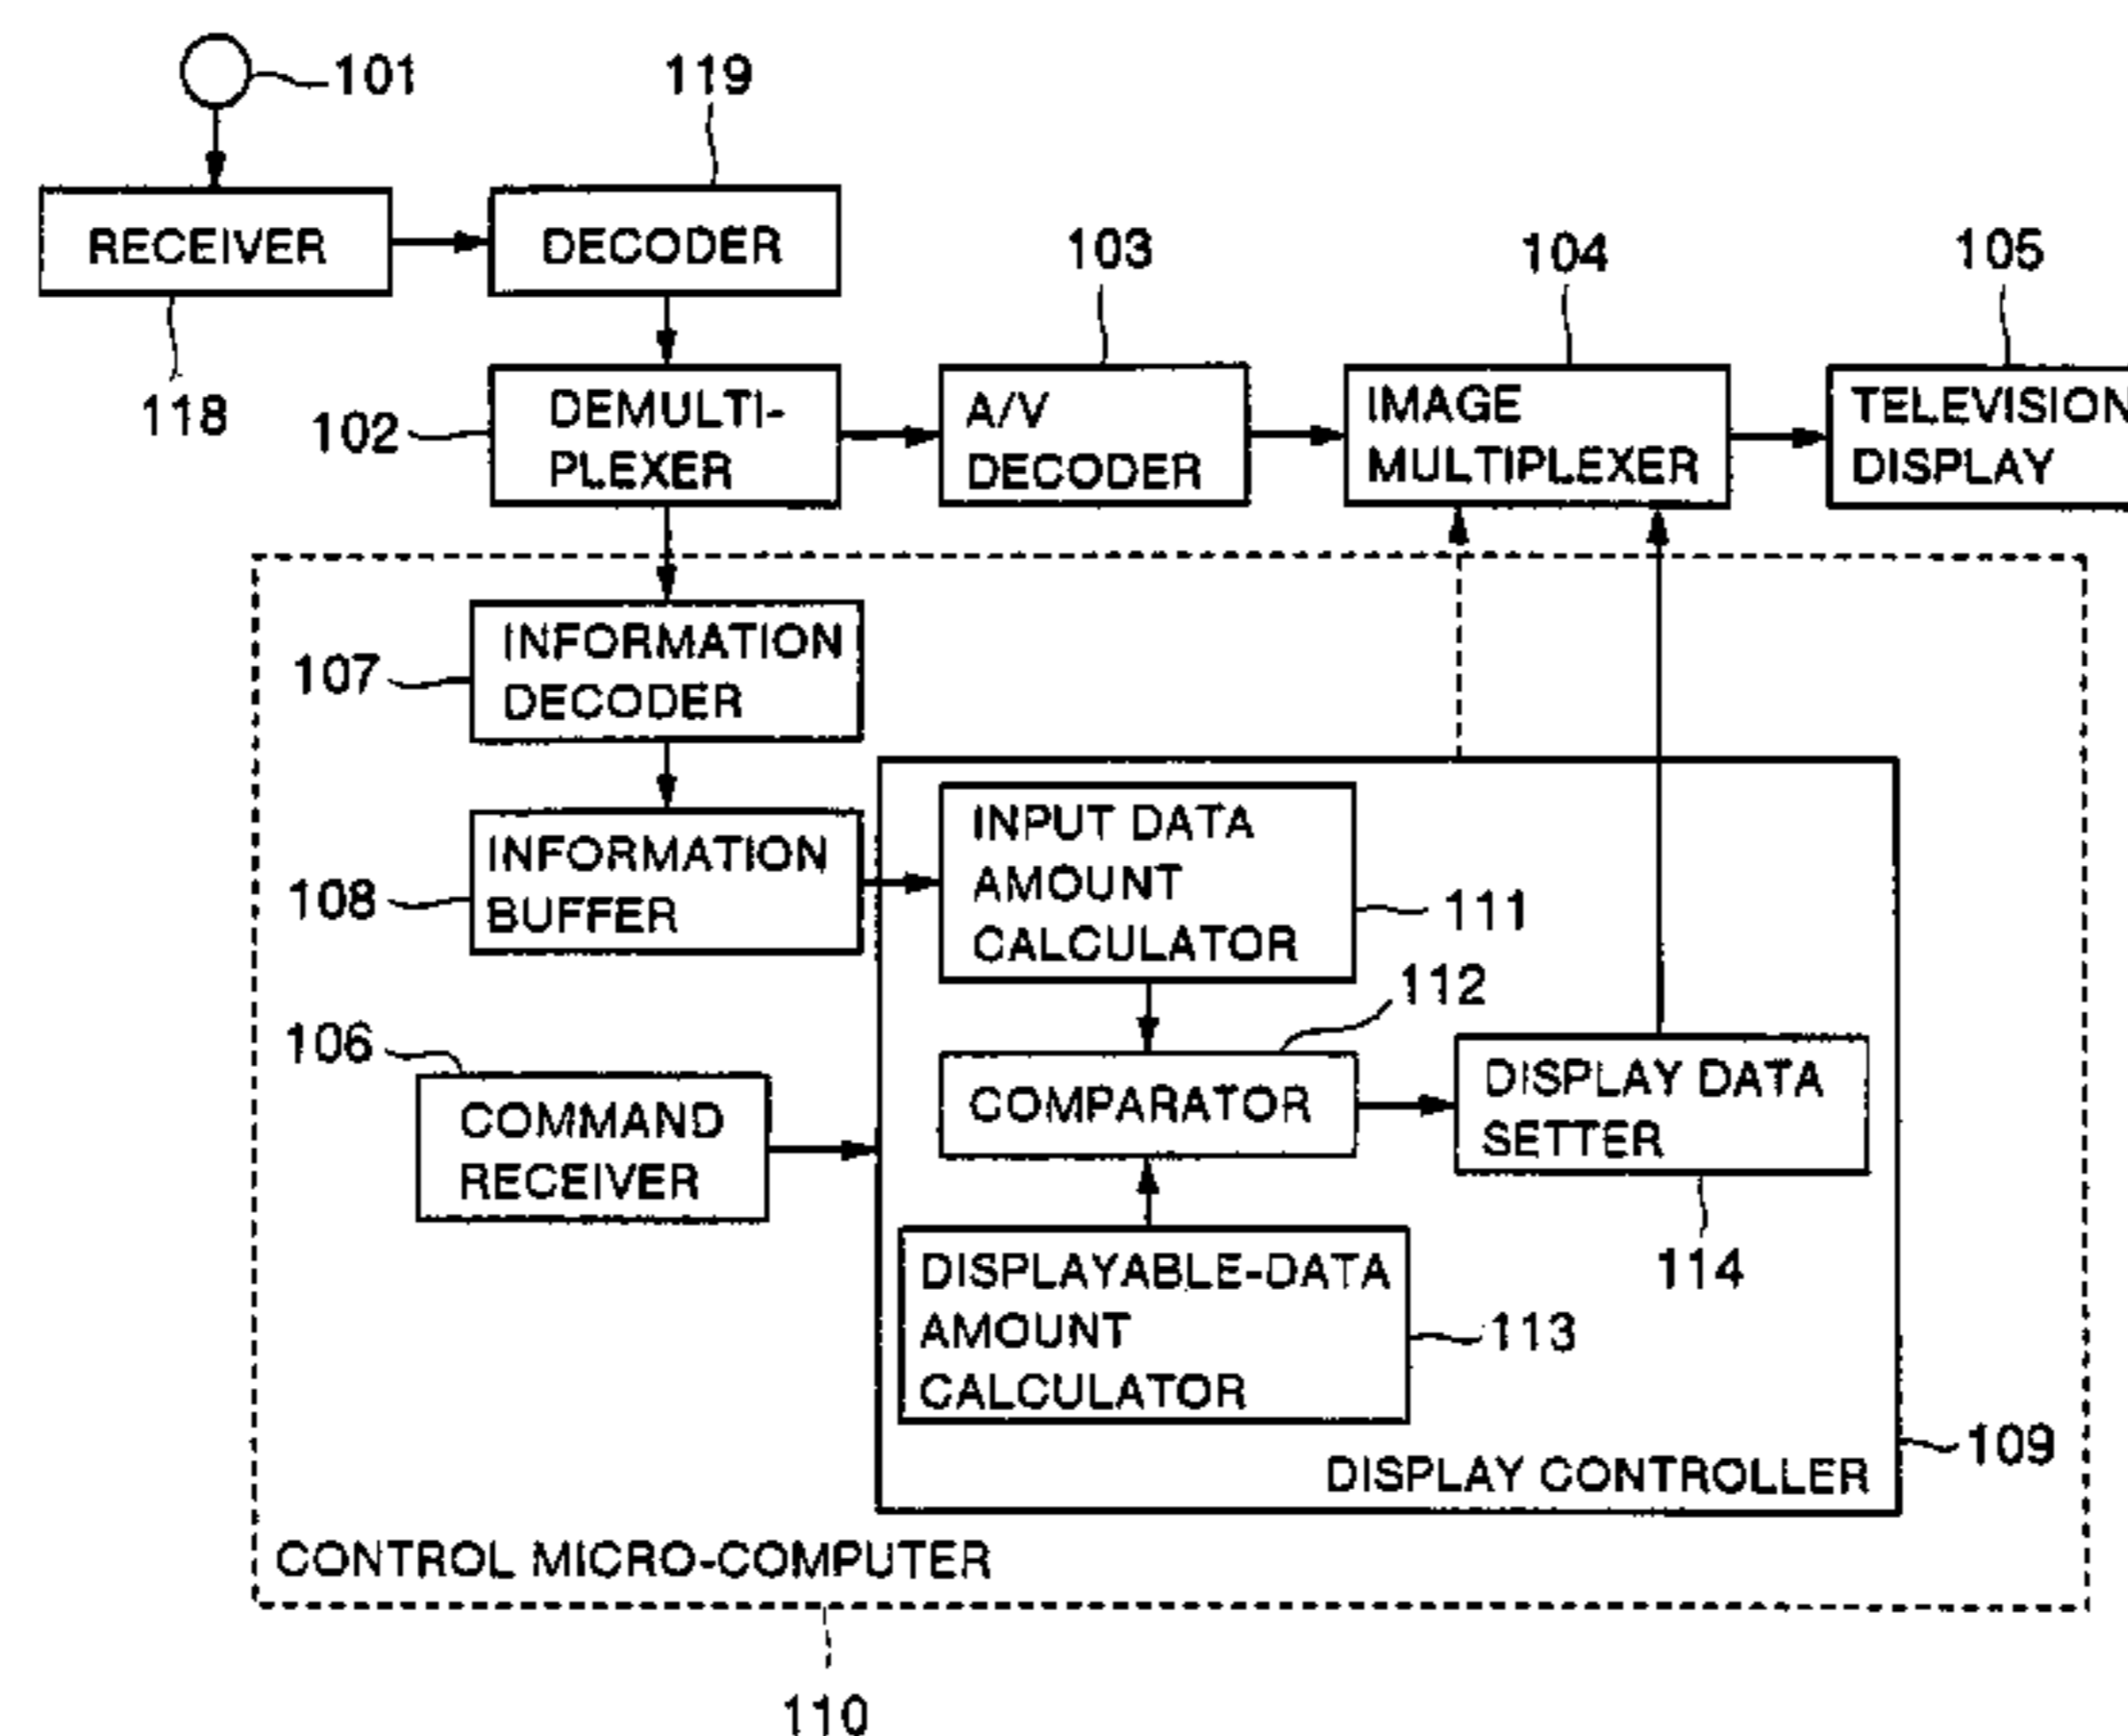 101
119
RECEIVER
DECODER
103
104
105
118
102
DEMULTI-
PLEXER
A/V
DECODER
IMAGE
MULTIPLEXER
TELEVISION
DISPLAY
107
INFORMATION
DECODER
108
INFORMATION
BUFFER
INPUT DATA
AMOUNT
CALCULATOR
111
112
106
COMMAND
RECEIVER
COMPARATOR
DISPLAY DATA
SETTER
114
DISPLAYABLE-DATA
AMOUNT
CALCULATOR
113
109
DISPLAY CONTROLLER
CONTROL MICRO-COMPUTER
110